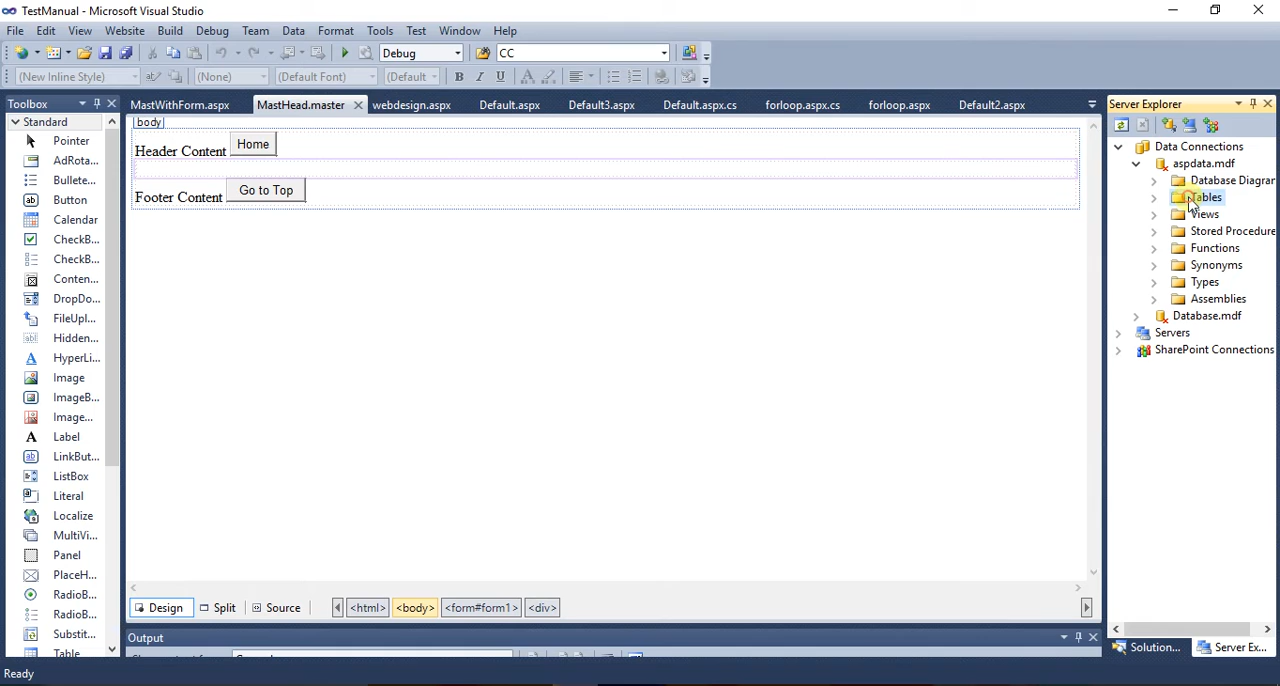 TestManual - Microsoft Visual Studio
File Edit View Website Build Debug Team Data Format Tools Test Window Help
Debug CC
(New Inline Style) (None) (Default Font) (Default B I U A
Toolbox
MastWithForm.aspx MastHead.master webdesign.aspx Default.aspx Default3.aspx Default.aspx.cs forloop.aspx.cs forloop.aspx Default2.aspx
Server Explorer
Standard
Pointer
AdRota...
Bullete...
Button
Calendar
CheckB...
CheckB...
Conten...
DropDo...
FileUpl...
Hidden...
HyperLi...
Image
ImageB...
Image...
Label
LinkBut...
ListBox
Literal
Localize
MultiVi...
Panel
PlaceH...
RadioB...
RadioB...
Substit...
Table
body
Header Content Home
Footer Content Go to Top
Data Connections
aspdata.mdf
Database Diagran
Tables
Views
Stored Procedure
Functions
Synonyms
Types
Assemblies
Database.mdf
Servers
SharePoint Connections
Design Split Source <html> <body> <form#form1> <div>
Output
Solution... Server Ex...
Ready